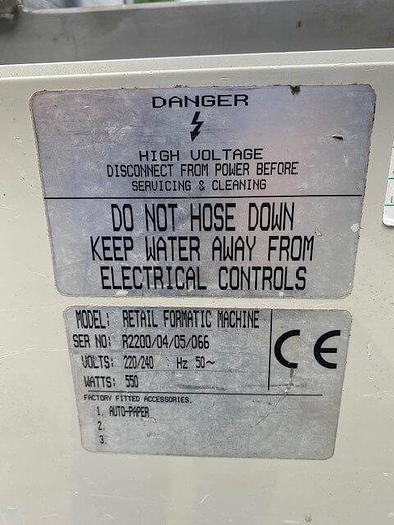 DANGER
HIGH VOLTAGE
DISCONNECT FROM POWER BEFORE
SERVICING & CLEANING
DO NOT HOSE DOWN
KEEP WATER AWAY FROM
ELECTRICAL CONTROLS
MODEL: RETAIL FORMATIC MACHINE
SER NO: R2200/04/05/066
VOLTS: 220/240 Hz 50~
WATTS: 550
CE
FACTORY FITTED ACCESSORIES.
1. AUTO-PAPER
2.
3.